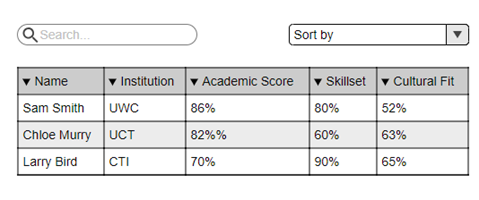 Search...
Sort by
▼ Name ▼ Institution ▼ Academic Score ▼ Skillset ▼ Cultural Fit
Sam Smith UWC 86% 80% 52%
Chloe Murry UCT 82%% 60% 63%
Larry Bird CTI 70% 90% 65%